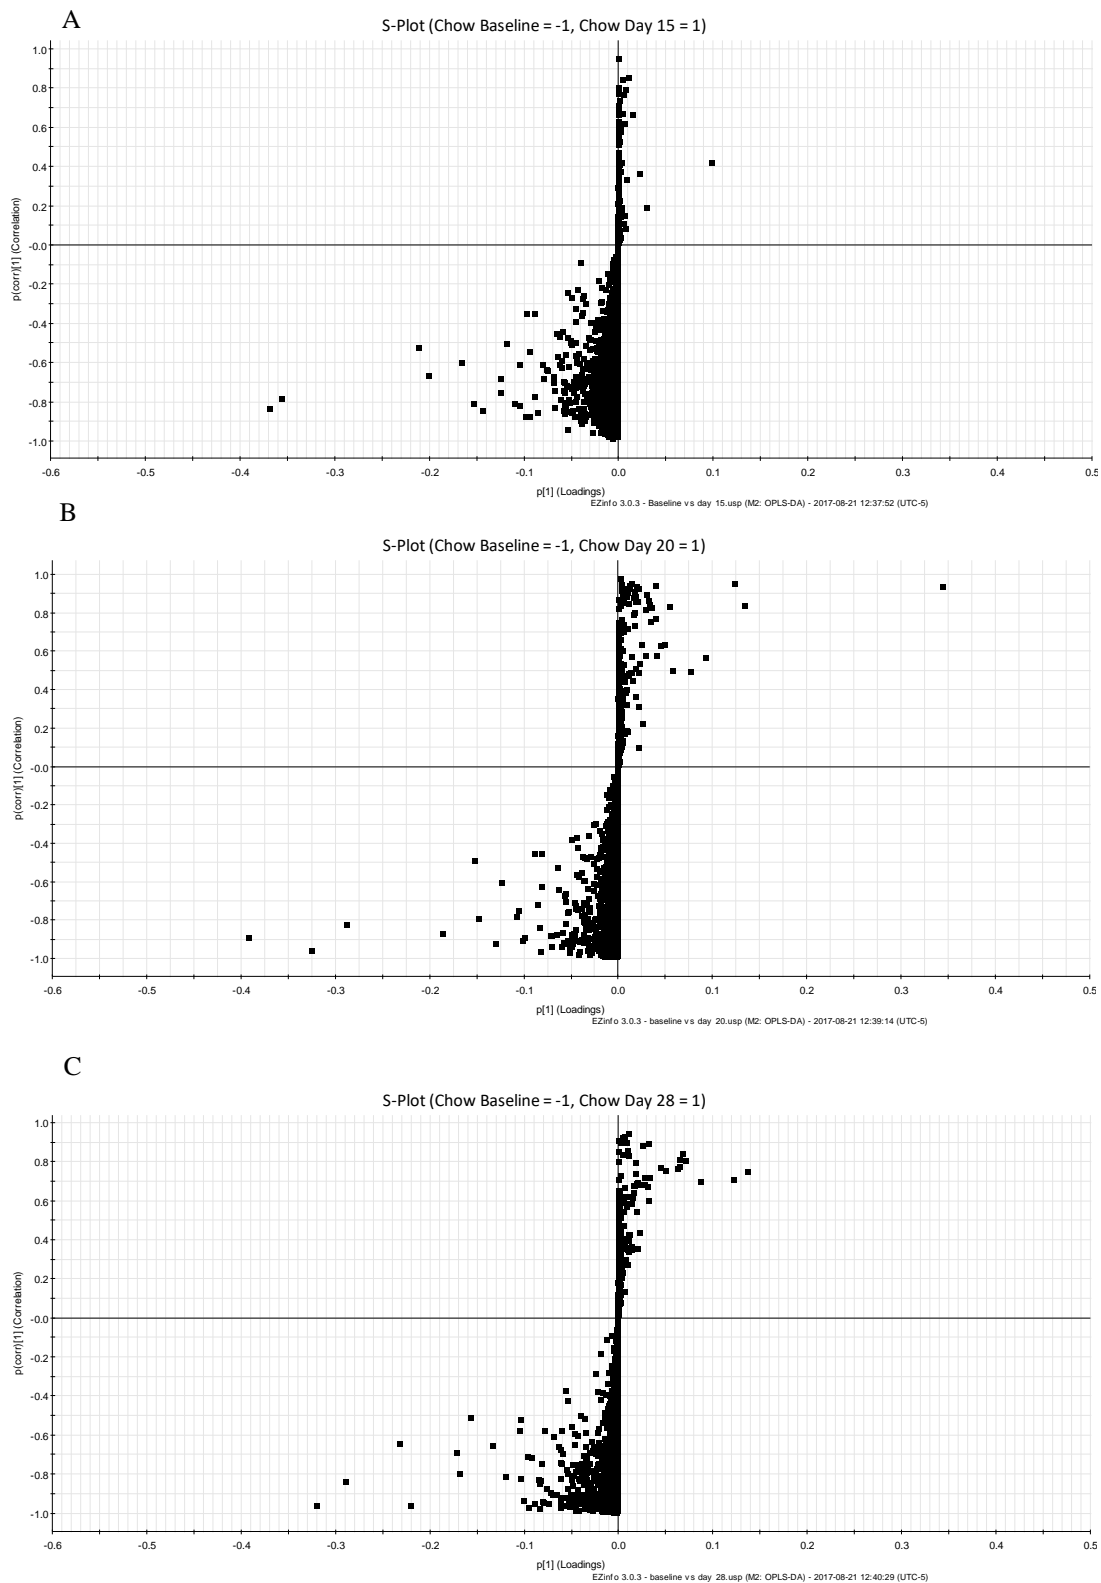 A
S-Plot (Chow Baseline = -1, Chow Day 15 = 1)
1.0
0.8
0.6
0.4
0.2
-0.0
-0.2
-0.4
-0.6
-0.8
-1.0
p(corr)[1] (Correlation)
-0.6 -0.5 -0.4 -0.3 -0.2 -0.1 0.0 0.1 0.2 0.3 0.4 0.5
p[1] (Loadings)
EZinfo 3.0.3 - Baseline vs day 15.usp (M2: OPLS-DA) - 2017-08-21 12:37:52 (UTC-5)
B
S-Plot (Chow Baseline = -1, Chow Day 20 = 1)
1.0
0.8
0.6
0.4
0.2
-0.0
-0.2
-0.4
-0.6
-0.8
-1.0
p(corr)[1] (Correlation)
-0.6 -0.5 -0.4 -0.3 -0.2 -0.1 0.0 0.1 0.2 0.3 0.4 0.5
p[1] (Loadings)
EZinfo 3.0.3 - baseline vs day 20.usp (M2: OPLS-DA) - 2017-08-21 12:39:14 (UTC-5)
C
S-Plot (Chow Baseline = -1, Chow Day 28 = 1)
1.0
0.8
0.6
0.4
0.2
-0.0
-0.2
-0.4
-0.6
-0.8
-1.0
p(corr)[1] (Correlation)
-0.6 -0.5 -0.4 -0.3 -0.2 -0.1 0.0 0.1 0.2 0.3 0.4 0.5
p[1] (Loadings)
EZinfo 3.0.3 - baseline vs day 28.usp (M2: OPLS-DA) - 2017-08-21 12:40:29 (UTC-5)